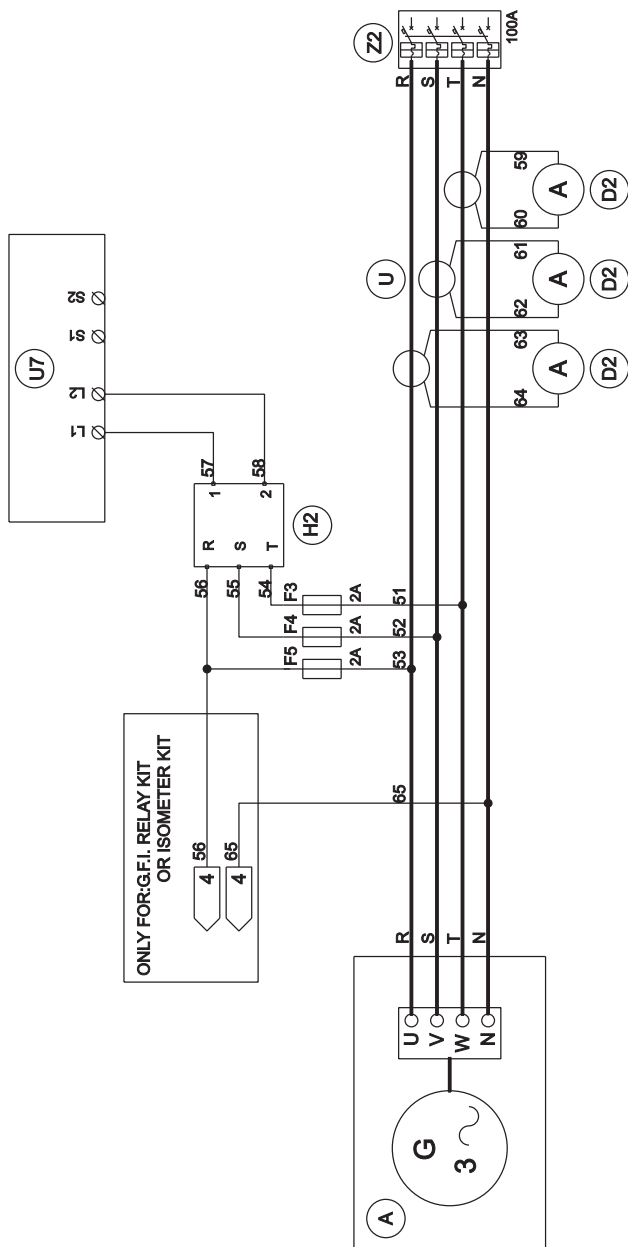 Z2
100A
R
S
T
N
59
60
A
D2
61
62
A
D2
U
63
64
A
D2
U7
S2
S1
L2
L1
57
58
1
2
R
S
T
H2
56
55
54
F3
2A
51
F4
2A
52
F5
2A
53
ONLY FOR:G.F.I. RELAY KIT
OR ISOMETER KIT
56
4
65
4
65
R
S
T
N
U
V
W
N
G
3
A